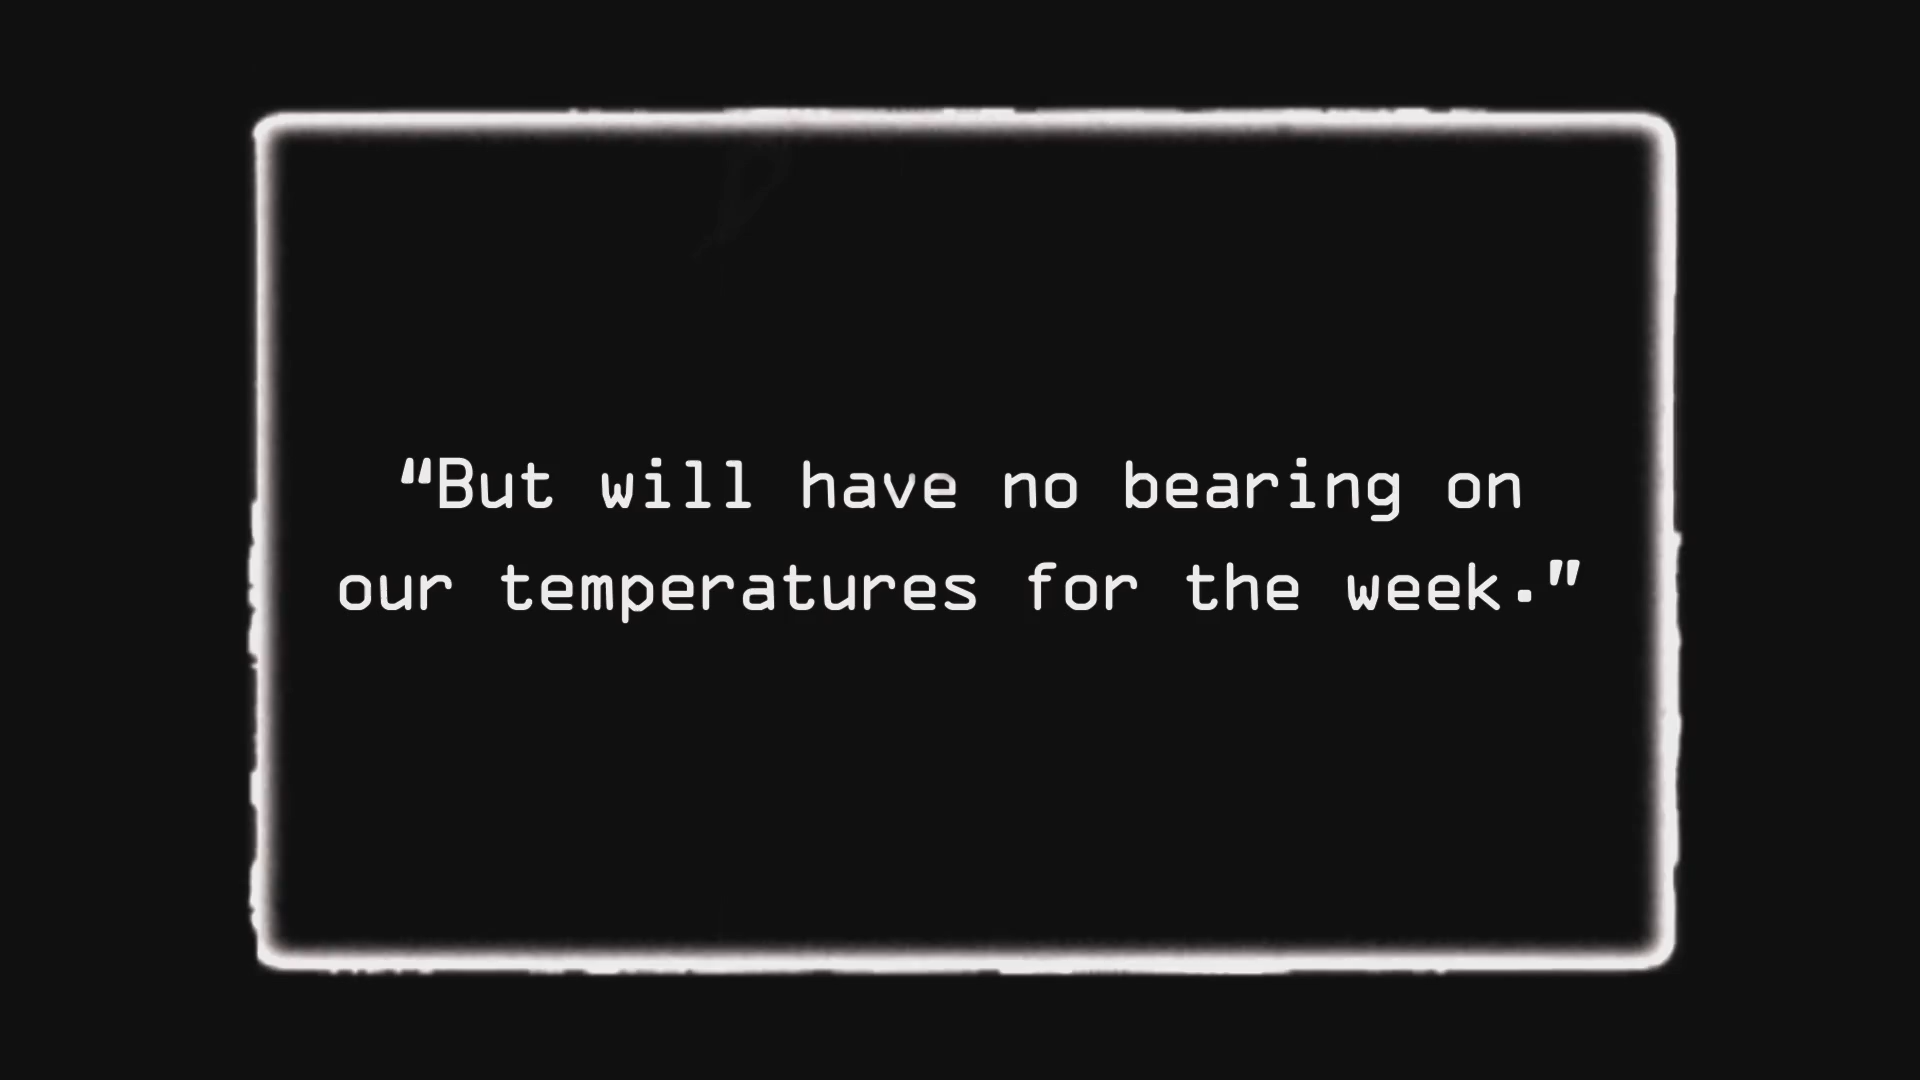 “But will have no bearing on
our temperatures for the week.”